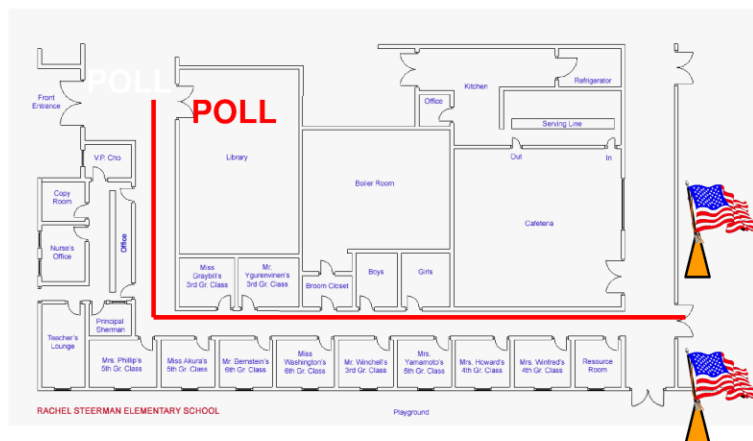 POLL
Refrigerator
Kitchen
Front
Entrance
Office
POLL
Serving Line
V.P. Cho
Library
Out
In
Boiler Room
Copy
Room
Cafeteria
Office
Nurse's
Office
Miss
Graybill's
3rd Gr. Class
Mr.
Ygurenvinen's
3rd Gr. Class
Broom Closet
Boys
Girls
Principal
Sherman
Teacher's
Lounge
Mrs. Phillip's
5th Gr. Class
Miss Akura's
5th Gr. Class
Mr. Bernstein's
6th Gr. Class
Miss
Washington's
6th Gr. Class
Mr. Winchell's
3rd Gr. Class
Mrs.
Yamamoto's
5th Gr. Class
Mrs. Howard's
4th Gr. Class
Mrs. Winfred's
4th Gr. Class
Resource
Room
RACHEL STEERMAN ELEMENTARY SCHOOL
Playground